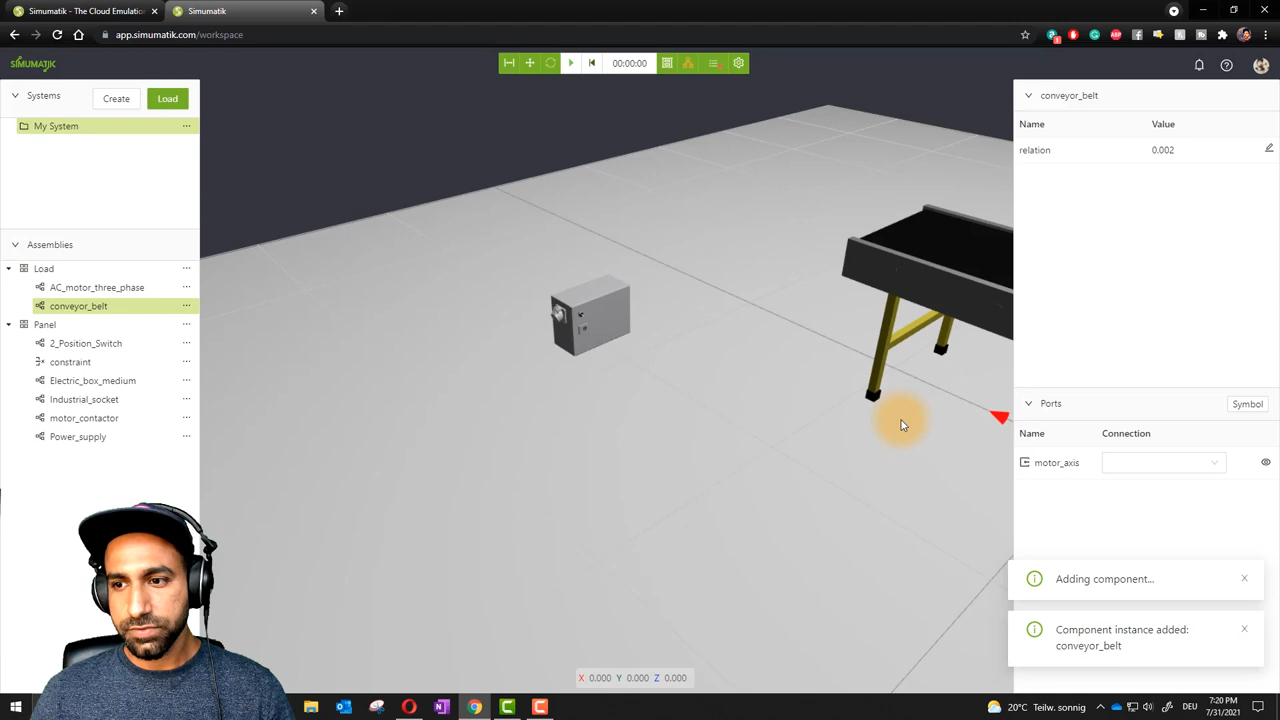 Simumatik - The Cloud Emulation
Simumatik
app.simumatik.com/workspace
SIMUMATIK
00:00:00
Systems
Create
Load
My System
Assemblies
Load
AC_motor_three_phase
conveyor_belt
Panel
2_Position_Switch
constraint
Electric_box_medium
Industrial_socket
motor_contactor
Power_supply
conveyor_belt
Name Value
relation 0.002
Ports
Symbol
Name Connection
motor_axis
Adding component...
Component instance added:
conveyor_belt
X 0.000 Y 0.000 Z 0.000
20°C Teilw. sonnig
DEU
7:20 PM
7/31/2021